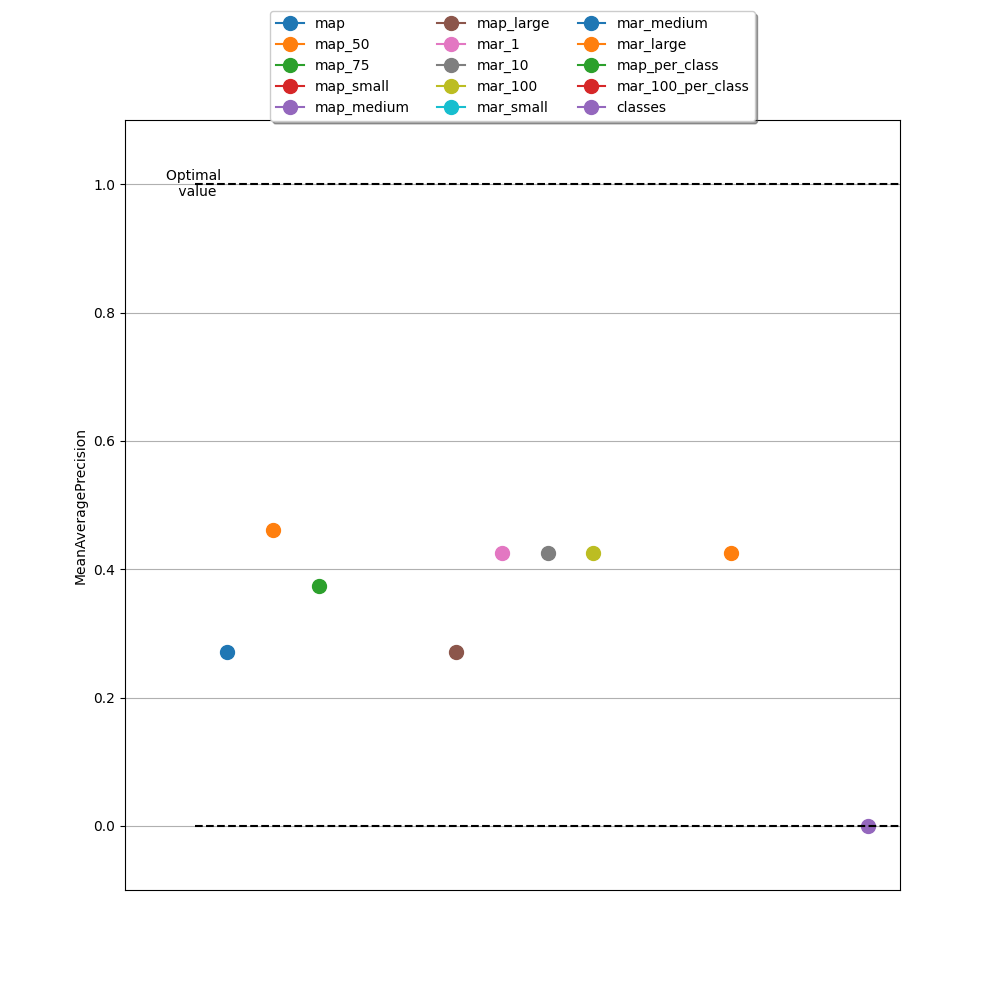 map
map_50
map_75
map_small
map_medium
map_large
mar_1
mar_10
mar_100
mar_small
mar_medium
mar_large
map_per_class
mar_100_per_class
classes
Optimal
value
1.0
0.8
0.6
0.4
0.2
0.0
MeanAveragePrecision